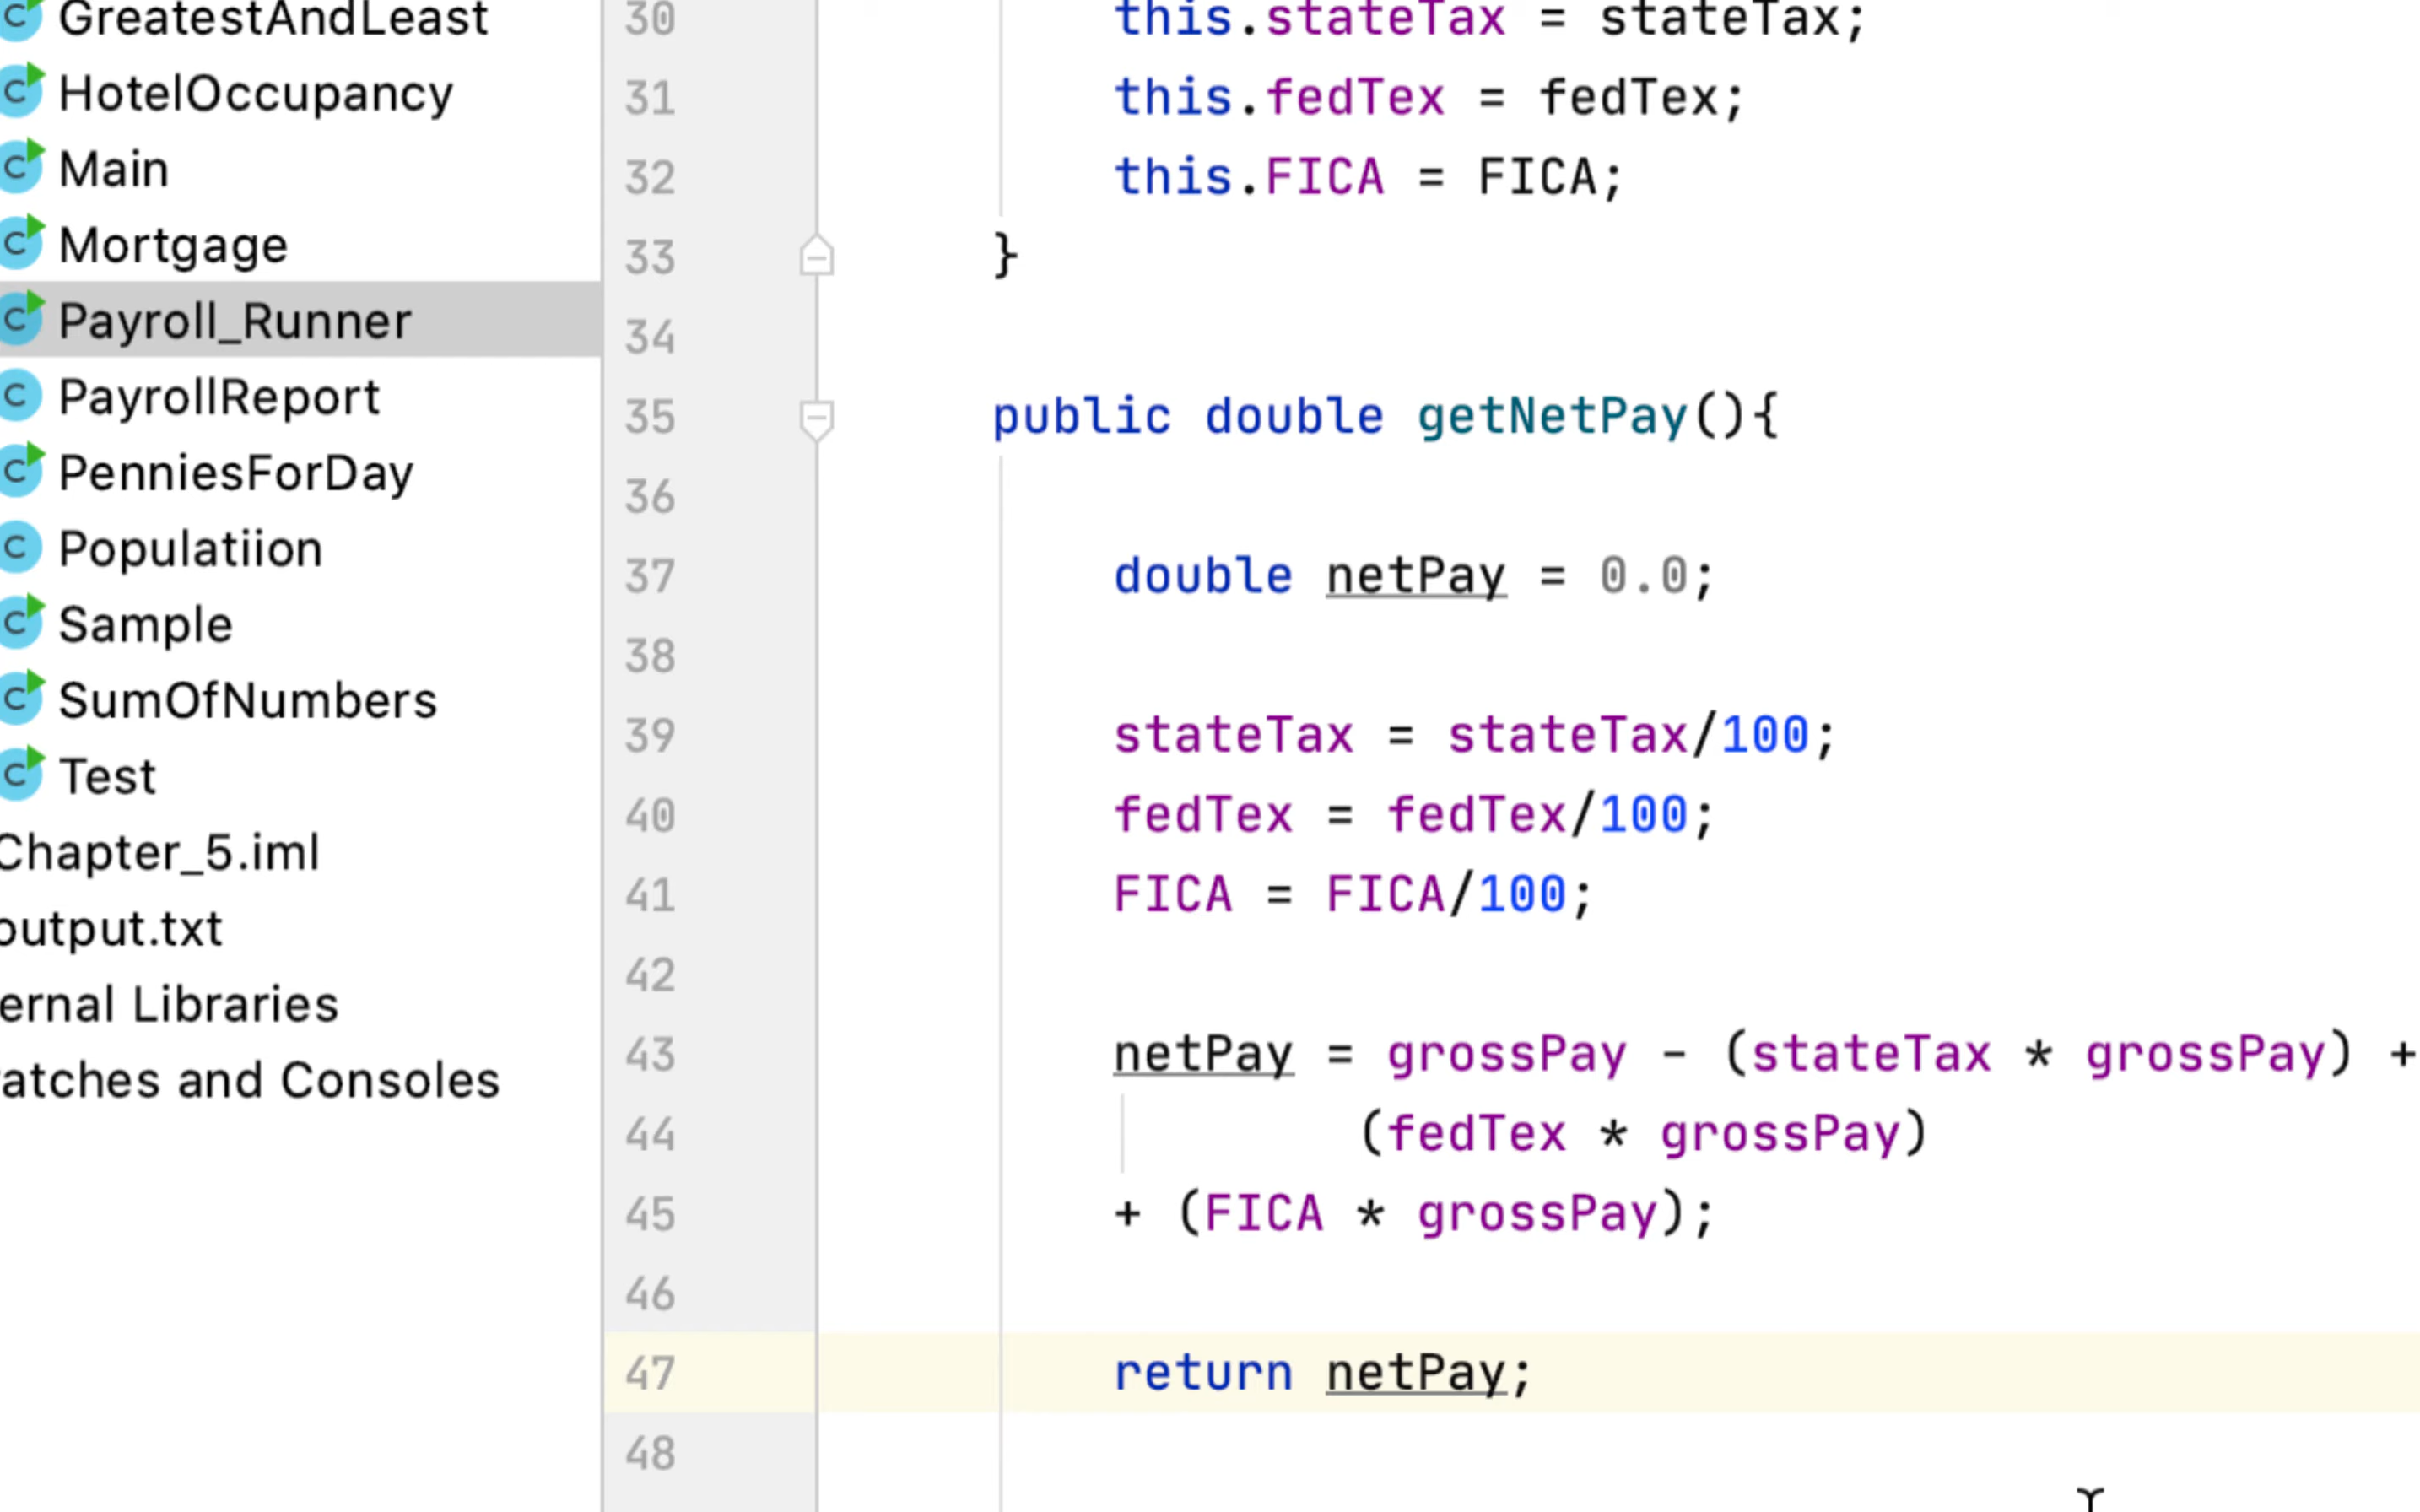 GreatestAndLeast
HotelOccupancy
Main
Mortgage
Payroll_Runner
PayrollReport
PenniesForDay
Populatiion
Sample
SumOfNumbers
Test
Chapter_5.iml
output.txt
ernal Libraries
atches and Consoles
30 this.stateTax = stateTax;
31 this.fedTex = fedTex;
32 this.FICA = FICA;
33 }
34
35 public double getNetPay(){
36
37 double netPay = 0.0;
38
39 stateTax = stateTax/100;
40 fedTex = fedTex/100;
41 FICA = FICA/100;
42
43 netPay = grossPay - (stateTax * grossPay) +
44 (fedTex * grossPay)
45 + (FICA * grossPay);
46
47 return netPay;
48